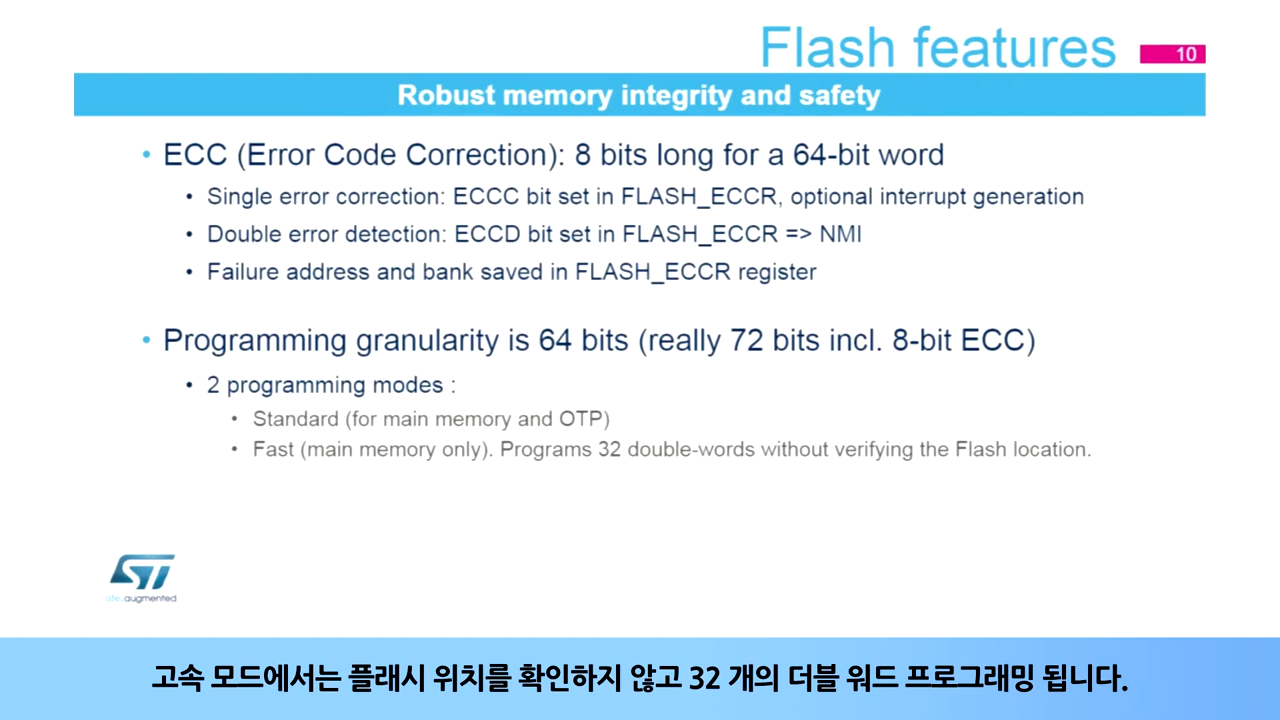 Flash features
10
Robust memory integrity and safety
• ECC (Error Code Correction): 8 bits long for a 64-bit word
• Single error correction: ECCC bit set in FLASH_ECCR, optional interrupt generation
• Double error detection: ECCD bit set in FLASH_ECCR => NMI
• Failure address and bank saved in FLASH_ECCR register
• Programming granularity is 64 bits (really 72 bits incl. 8-bit ECC)
• 2 programming modes :
• Standard (for main memory and OTP)
• Fast (main memory only). Programs 32 double-words without verifying the Flash location.
ST
life.augmented
고속 모드에서는 플래시 위치를 확인하지 않고 32 개의 더블 워드 프로그래밍 됩니다.